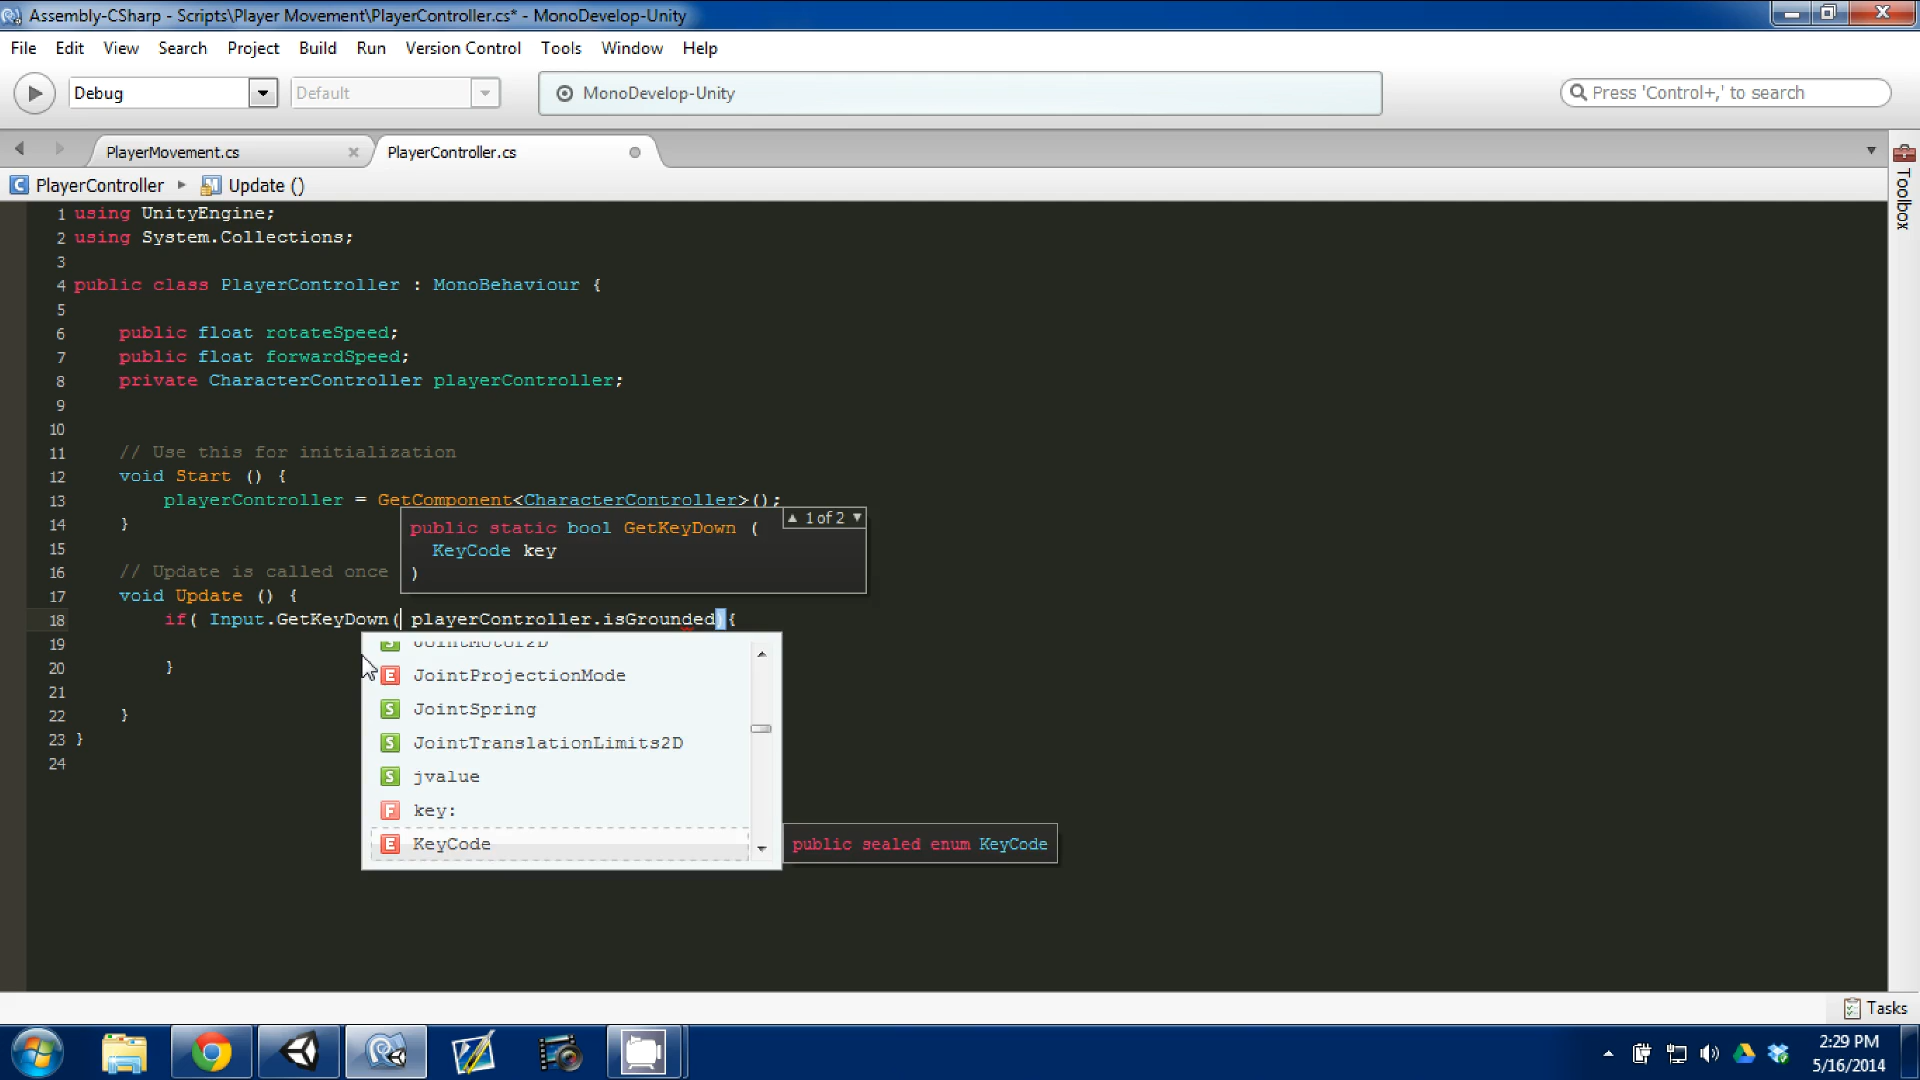 Assembly-CSharp - Scripts\Player Movement\PlayerController.cs* - MonoDevelop-Unity
File Edit View Search Project Build Run Version Control Tools Window Help
Debug Default MonoDevelop-Unity Press 'Control+,' to search
PlayerMovement.cs PlayerController.cs
PlayerController Update ()
Toolbox
1 using UnityEngine;
2 using System.Collections;
3
4 public class PlayerController : MonoBehaviour {
5
6 public float rotateSpeed;
7 public float forwardSpeed;
8 private CharacterController playerController;
9
10
11 // Use this for initialization
12 void Start () {
13 playerController = GetComponent<CharacterController>();
14 }
15
16 // Update is called once
17 void Update () {
18 if( Input.GetKeyDown( playerController.isGrounded){
19
20 }
21
22 }
23 }
24
1 of 2
public static bool GetKeyDown (
KeyCode key
)
JointMotor2D
JointProjectionMode
JointSpring
JointTranslationLimits2D
jvalue
key:
KeyCode
public sealed enum KeyCode
Tasks
2:29 PM
5/16/2014